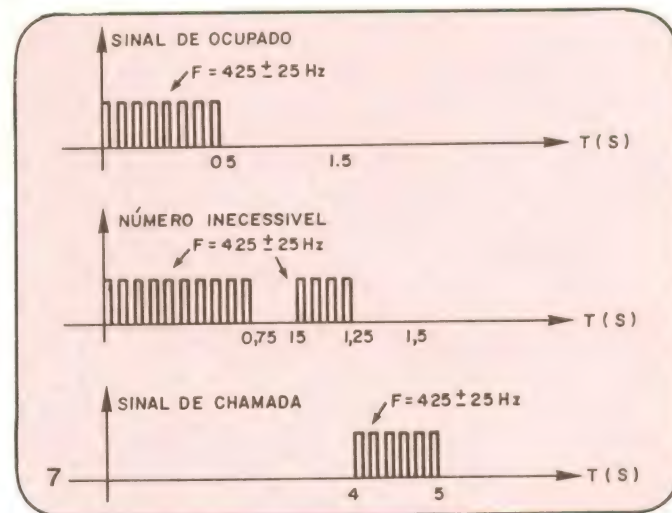 SINAL DE OCUPADO
F = 425 ± 25 Hz
T (S)
05 1.5
NÚMERO INECESSIVEL
F = 425 ± 25 Hz
T (S)
0,75 15 1,25 1,5
SINAL DE CHAMADA
F = 425 ± 25 Hz
7
T (S)
4 5